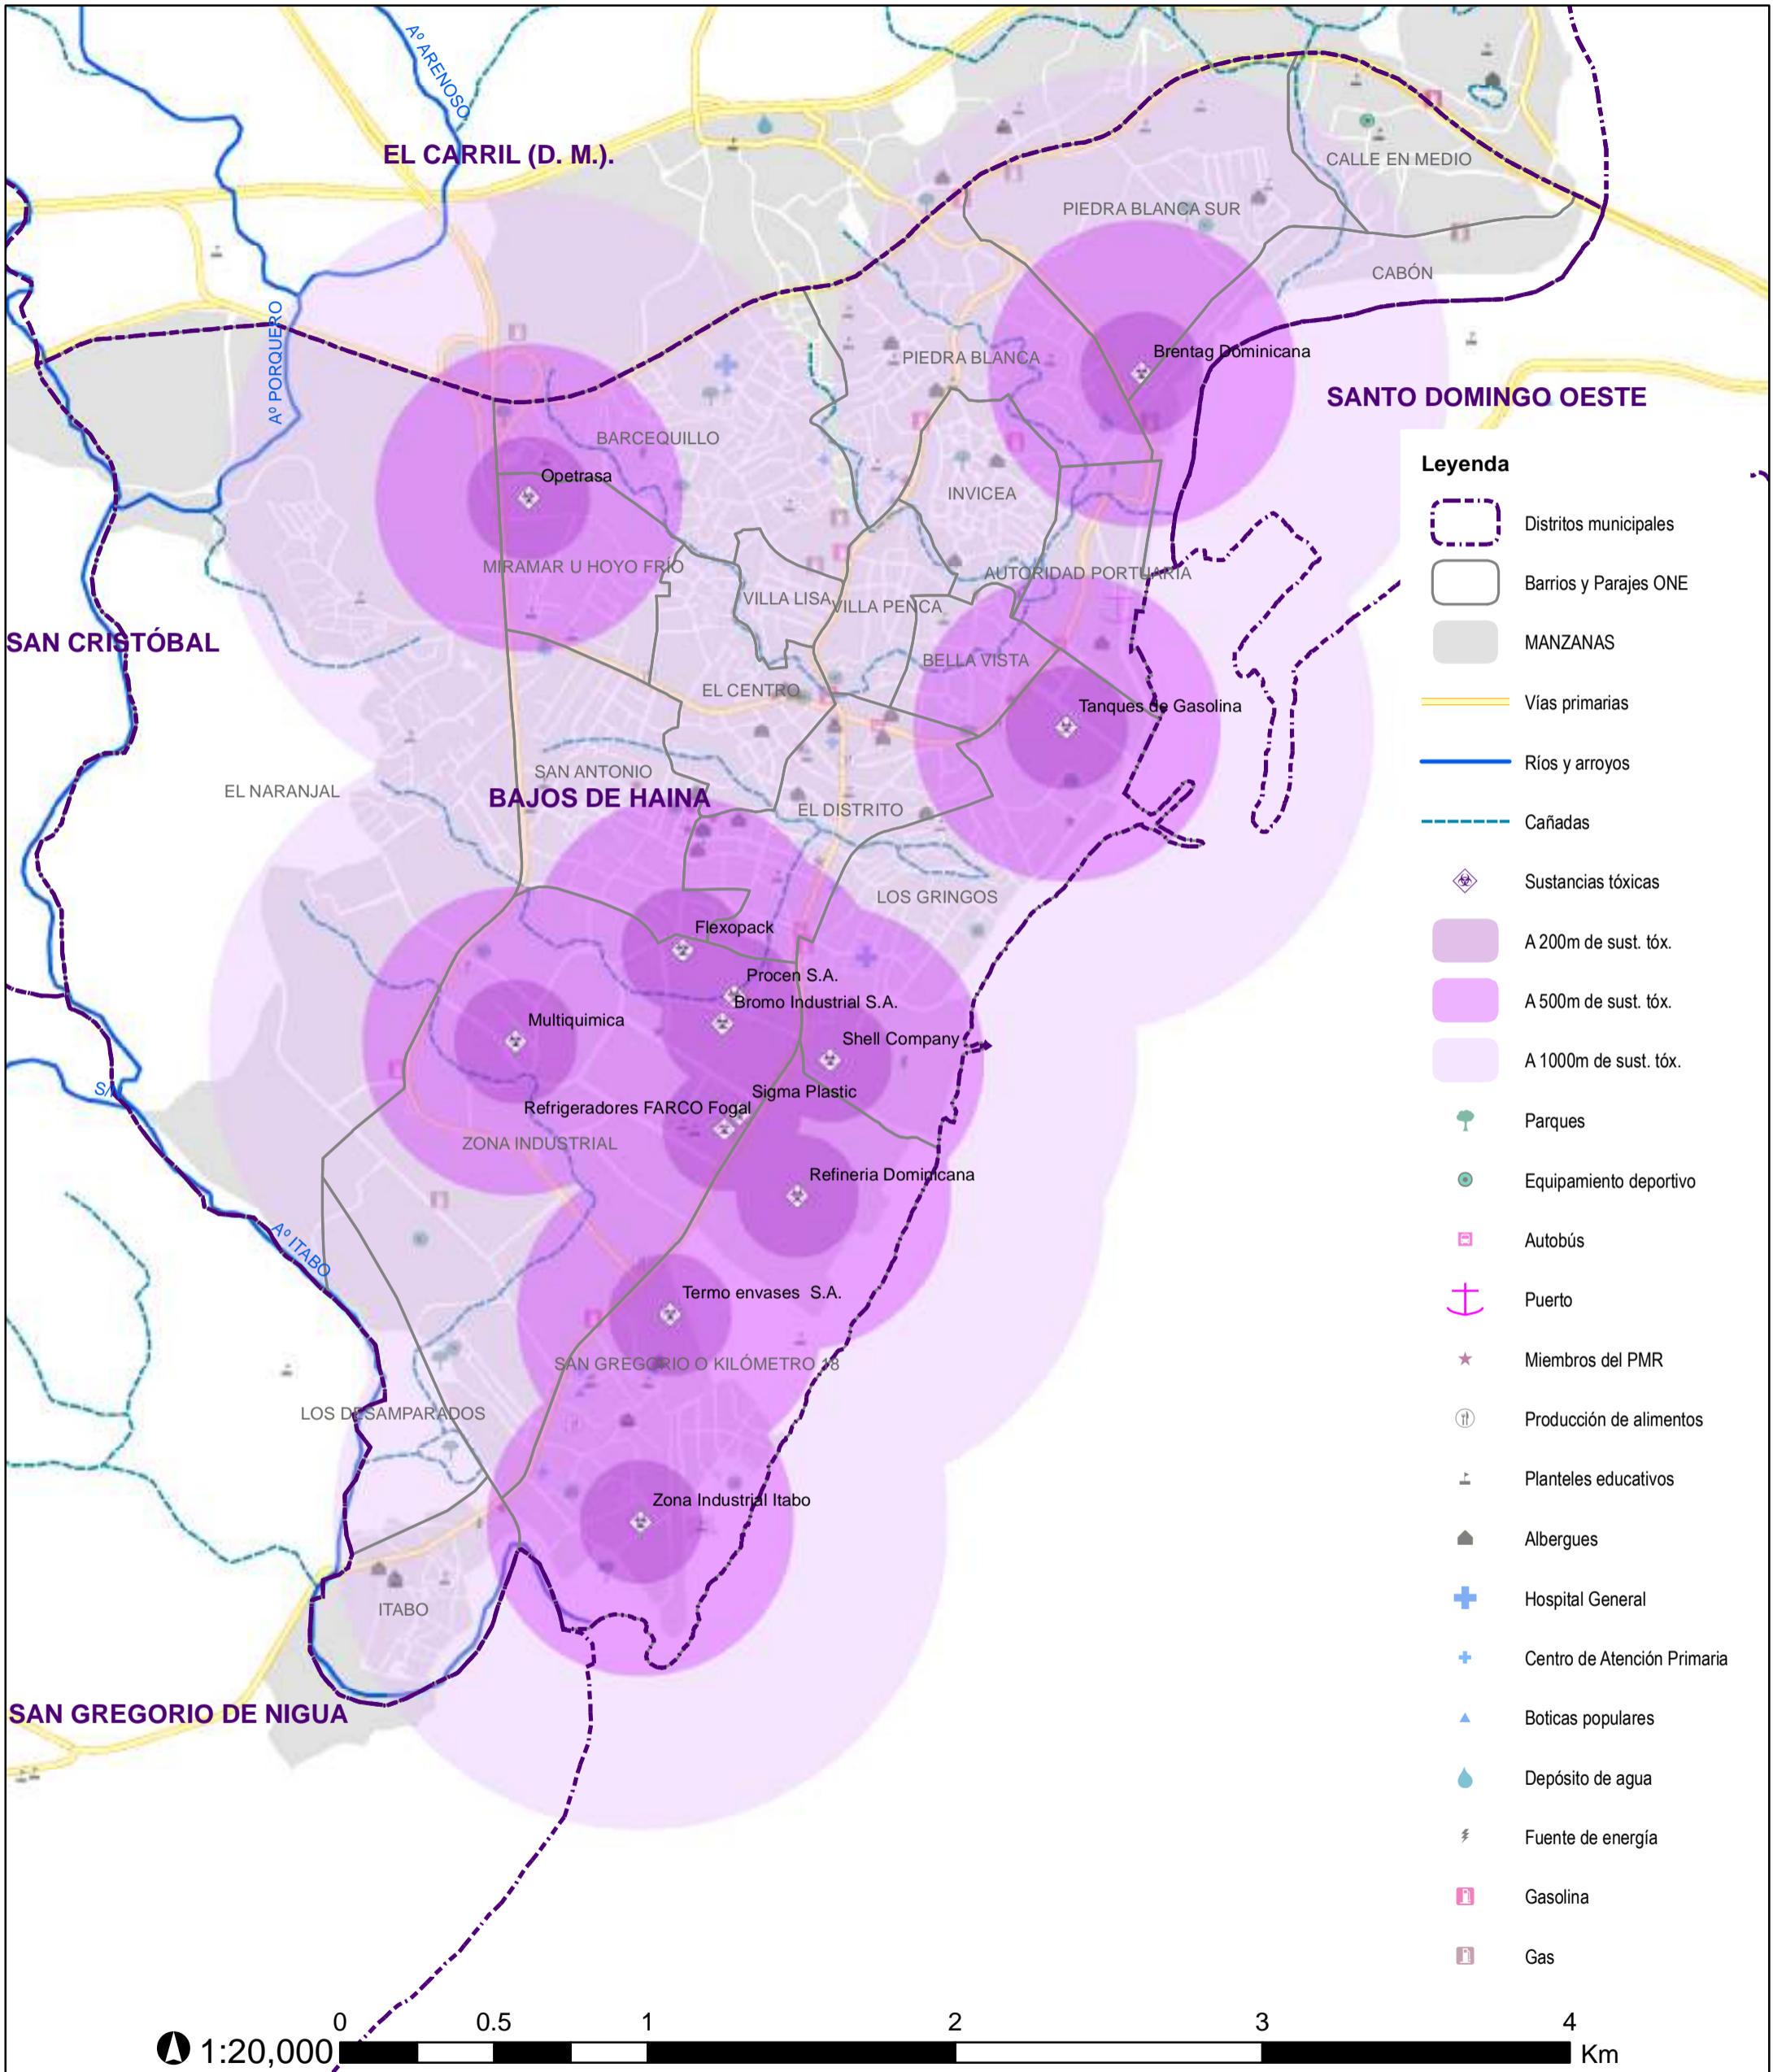 Aº ARENOSO
EL CARRIL (D. M.).
CALLE EN MEDIO
PIEDRA BLANCA SUR
CABÓN
Aº PORQUERO
PIEDRA BLANCA
Brentag Dominicana
SANTO DOMINGO OESTE
BARCEQUILLO
Opetrasa
INVICEA
MIRAMAR U HOYO FRÍO
AUTORIDAD PORTUARIA
VILLA LISA
VILLA PENCA
SAN CRISTÓBAL
BELLA VISTA
EL CENTRO
Tanques de Gasolina
SAN ANTONIO
EL NARANJAL
BAJOS DE HAINA
EL DISTRITO
LOS GRINGOS
Flexopack
Procen S.A.
Bromo Industrial S.A.
Multiquimica
Shell Company
Sigma Plastic
Refrigeradores FARCO Fogal
ZONA INDUSTRIAL
Refineria Dominicana
Aº ITABO
Termo envases S.A.
SAN GREGORIO O KILÓMETRO 18
LOS DESAMPARADOS
Zona Industrial Itabo
ITABO
SAN GREGORIO DE NIGUA
Leyenda
Distritos municipales
Barrios y Parajes ONE
MANZANAS
Vías primarias
Ríos y arroyos
Cañadas
Sustancias tóxicas
A 200m de sust. tóx.
A 500m de sust. tóx.
A 1000m de sust. tóx.
Parques
Equipamiento deportivo
Autobús
Puerto
Miembros del PMR
Producción de alimentos
Planteles educativos
Albergues
Hospital General
Centro de Atención Primaria
Boticas populares
Depósito de agua
Fuente de energía
Gasolina
Gas
0 0.5 1 2 3 4
1:20,000
Km